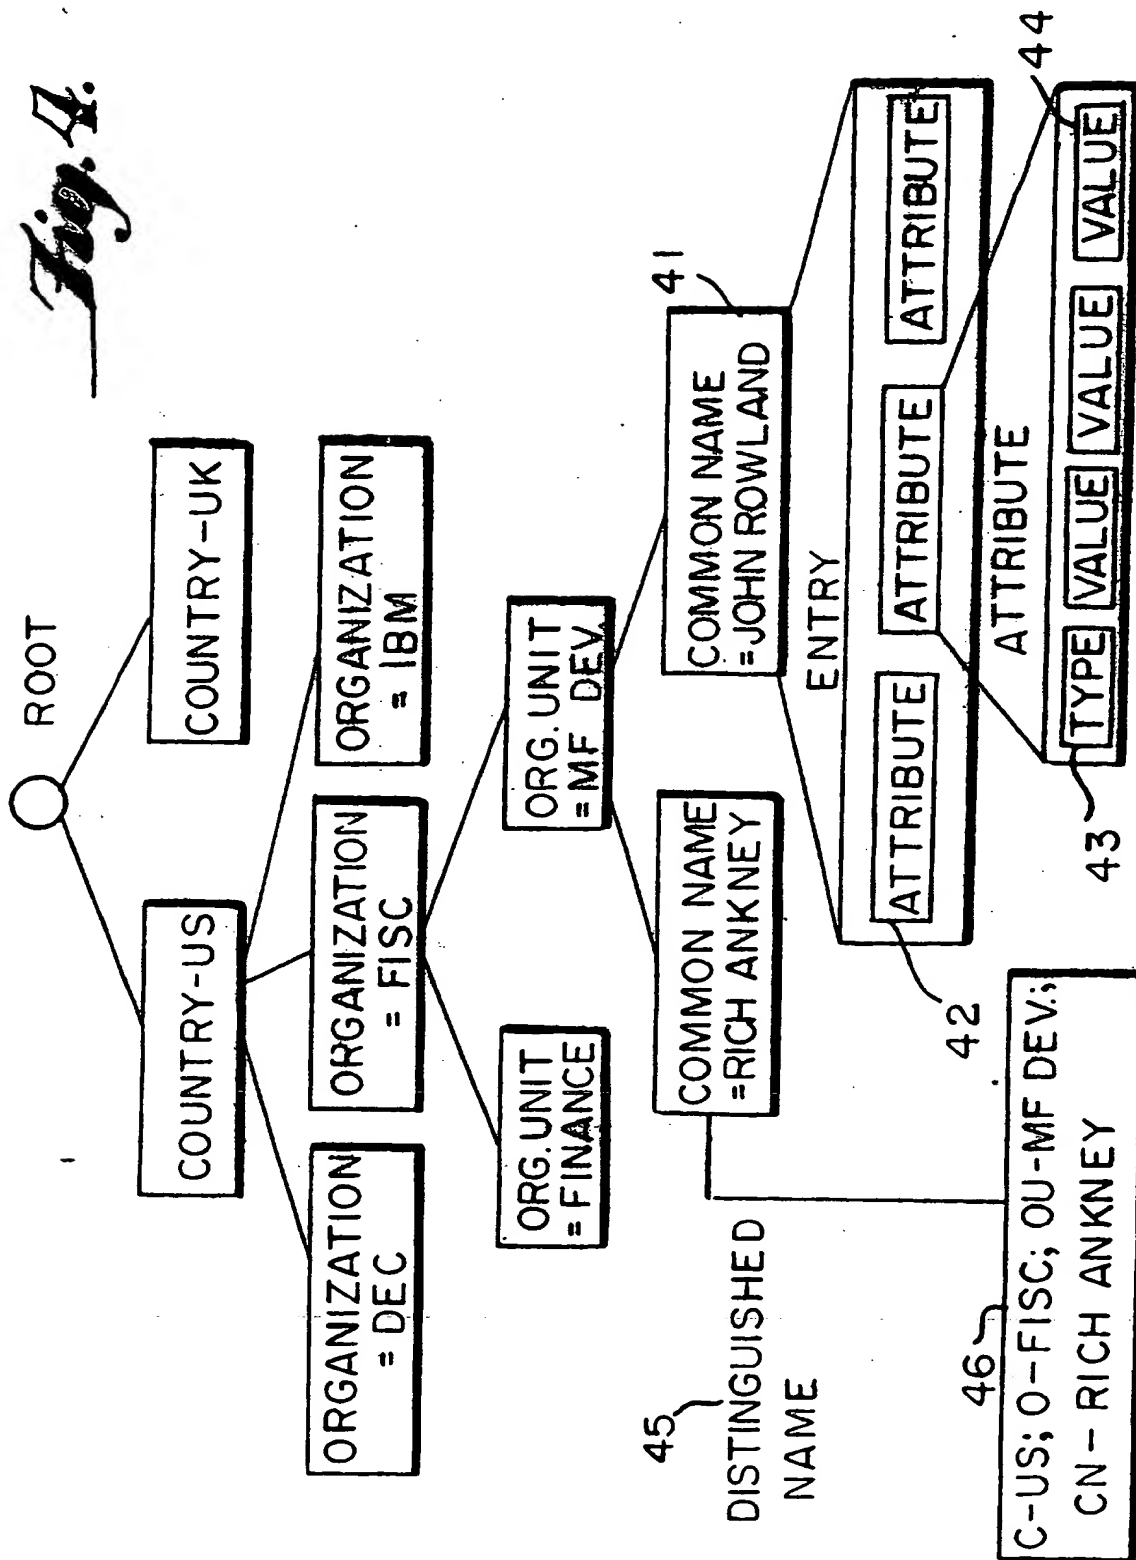 Fig. 4.
ROOT
COUNTRY-US
COUNTRY-UK
ORGANIZATION
= DEC
ORGANIZATION
= FISC
ORGANIZATION
= IBM
ORG. UNIT
= FINANCE
ORG. UNIT
= MF DEV.
45
DISTINGUISHED
NAME
COMMON NAME
=RICH ANKNEY
COMMON NAME
=JOHN ROWLAND
41
ENTRY
ATTRIBUTE
ATTRIBUTE
ATTRIBUTE
42
ATTRIBUTE
43
TYPE
VALUE
VALUE
VALUE
44
46
C-US; O-FISC; OU-MF DEV.;
CN- RICH ANKNEY